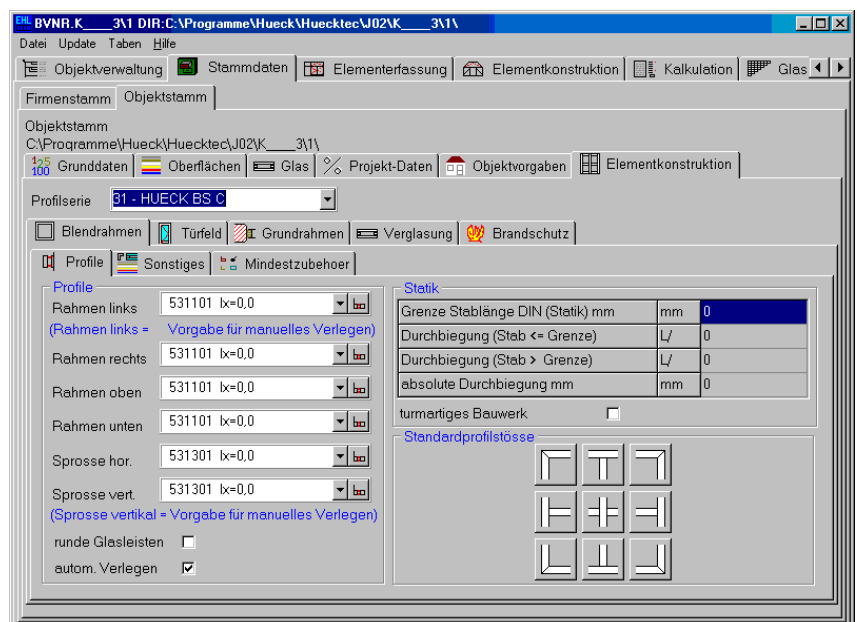 EHL BVNR.K____3\1 DIR:C:\Programme\Hueck\Huecktec\J02\K____3\1\
Datei Update Taben Hilfe
Objektverwaltung Stammdaten Elementerfassung Elementkonstruktion Kalkulation Glas
Firmenstamm Objektstamm
Objektstamm
C:\Programme\Hueck\Huecktec\J02\K____3\1\
125 100 Grunddaten Oberflächen Glas Projekt-Daten Objektvorgaben Elementkonstruktion
Profilserie 31 - HUECK BS C
Blendrahmen Türfeld Grundrahmen Verglasung Brandschutz
Profile Sonstiges Mindestzubehoer
Profile
Rahmen links 531101 Ix=0,0
(Rahmen links = Vorgabe für manuelles Verlegen)
Rahmen rechts 531101 Ix=0,0
Rahmen oben 531101 Ix=0,0
Rahmen unten 531101 Ix=0,0
Sprosse hor. 531301 Ix=0,0
Sprosse vert. 531301 Ix=0,0
(Sprosse vertikal = Vorgabe für manuelles Verlegen)
runde Glasleisten
autom. Verlegen
Statik
Grenze Stablänge DIN (Statik) mm mm 0
Durchbiegung (Stab <= Grenze) L/ 0
Durchbiegung (Stab > Grenze) L/ 0
absolute Durchbiegung mm mm 0
turmartiges Bauwerk
Standardprofilstösse